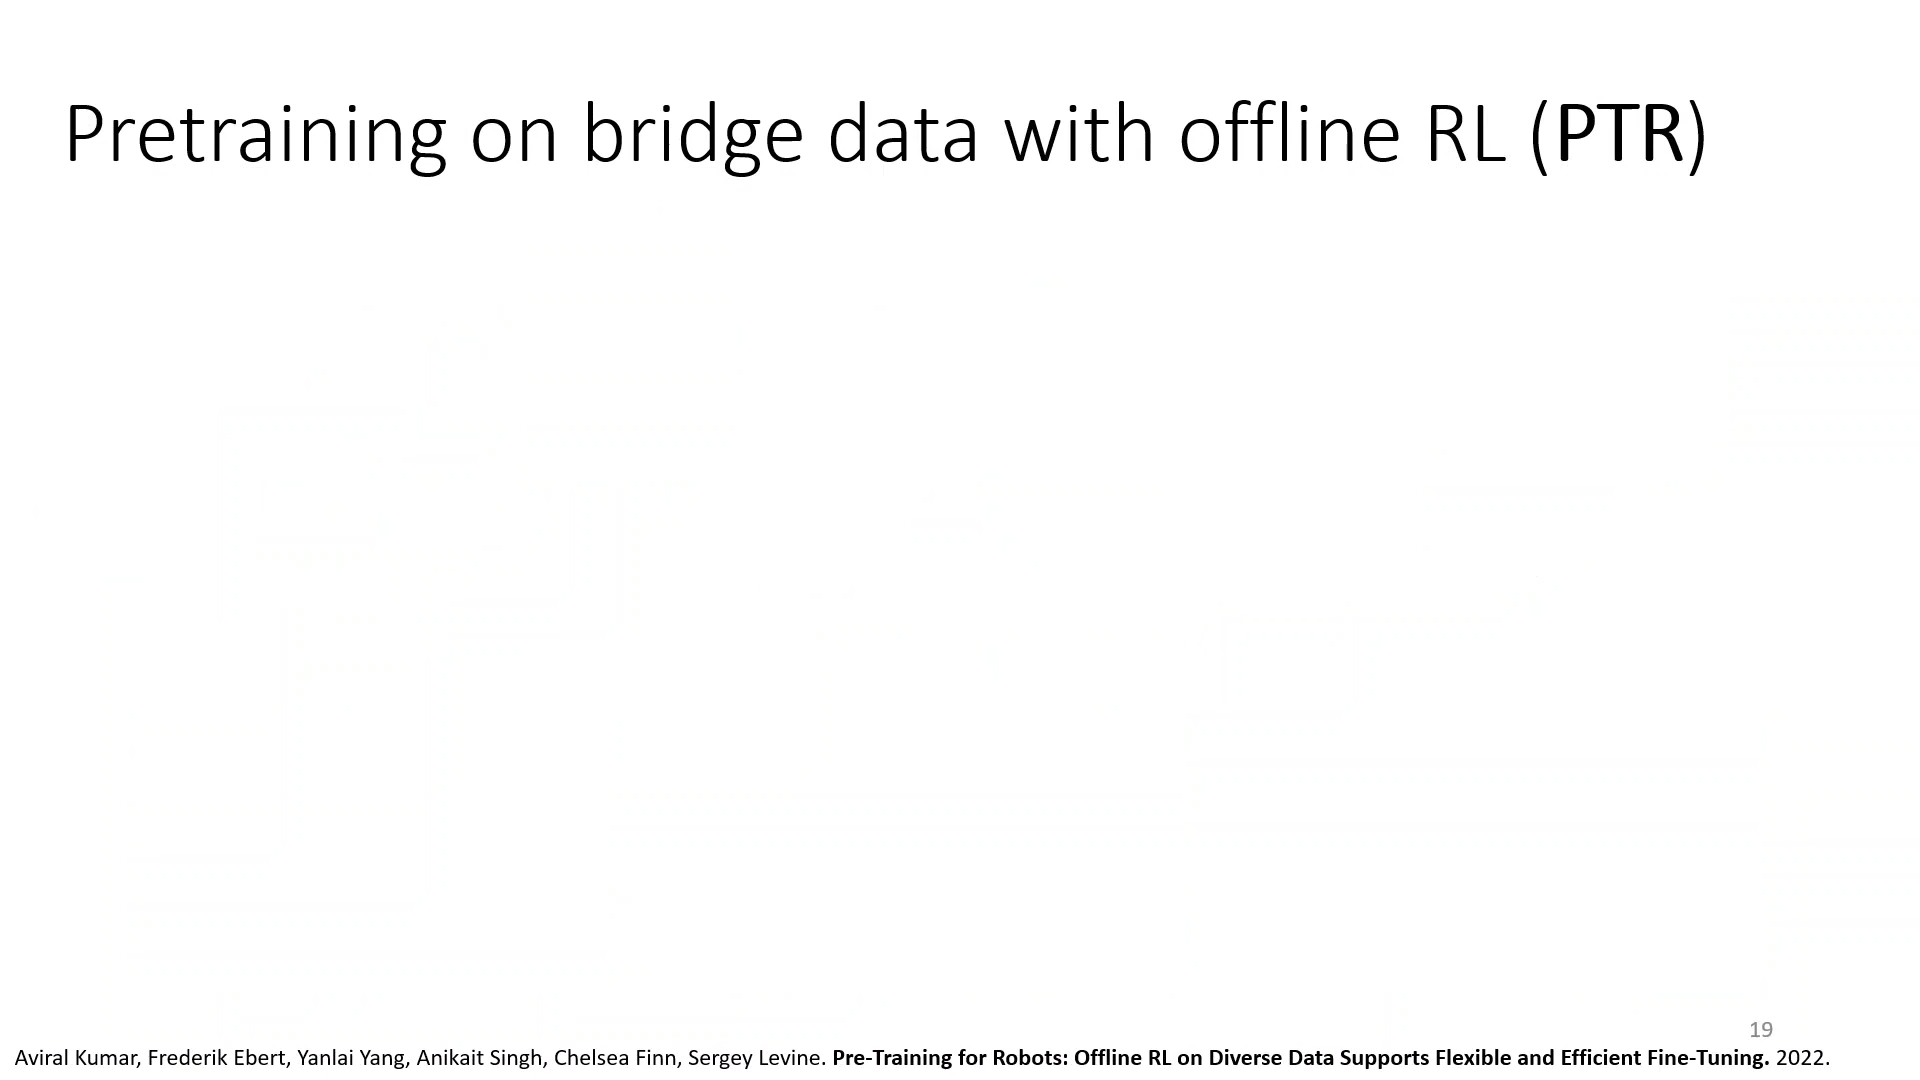 Pretraining on bridge data with offline RL (PTR)
19
Aviral Kumar, Frederik Ebert, Yanlai Yang, Anikait Singh, Chelsea Finn, Sergey Levine. Pre-Training for Robots: Offline RL on Diverse Data Supports Flexible and Efficient Fine-Tuning. 2022.